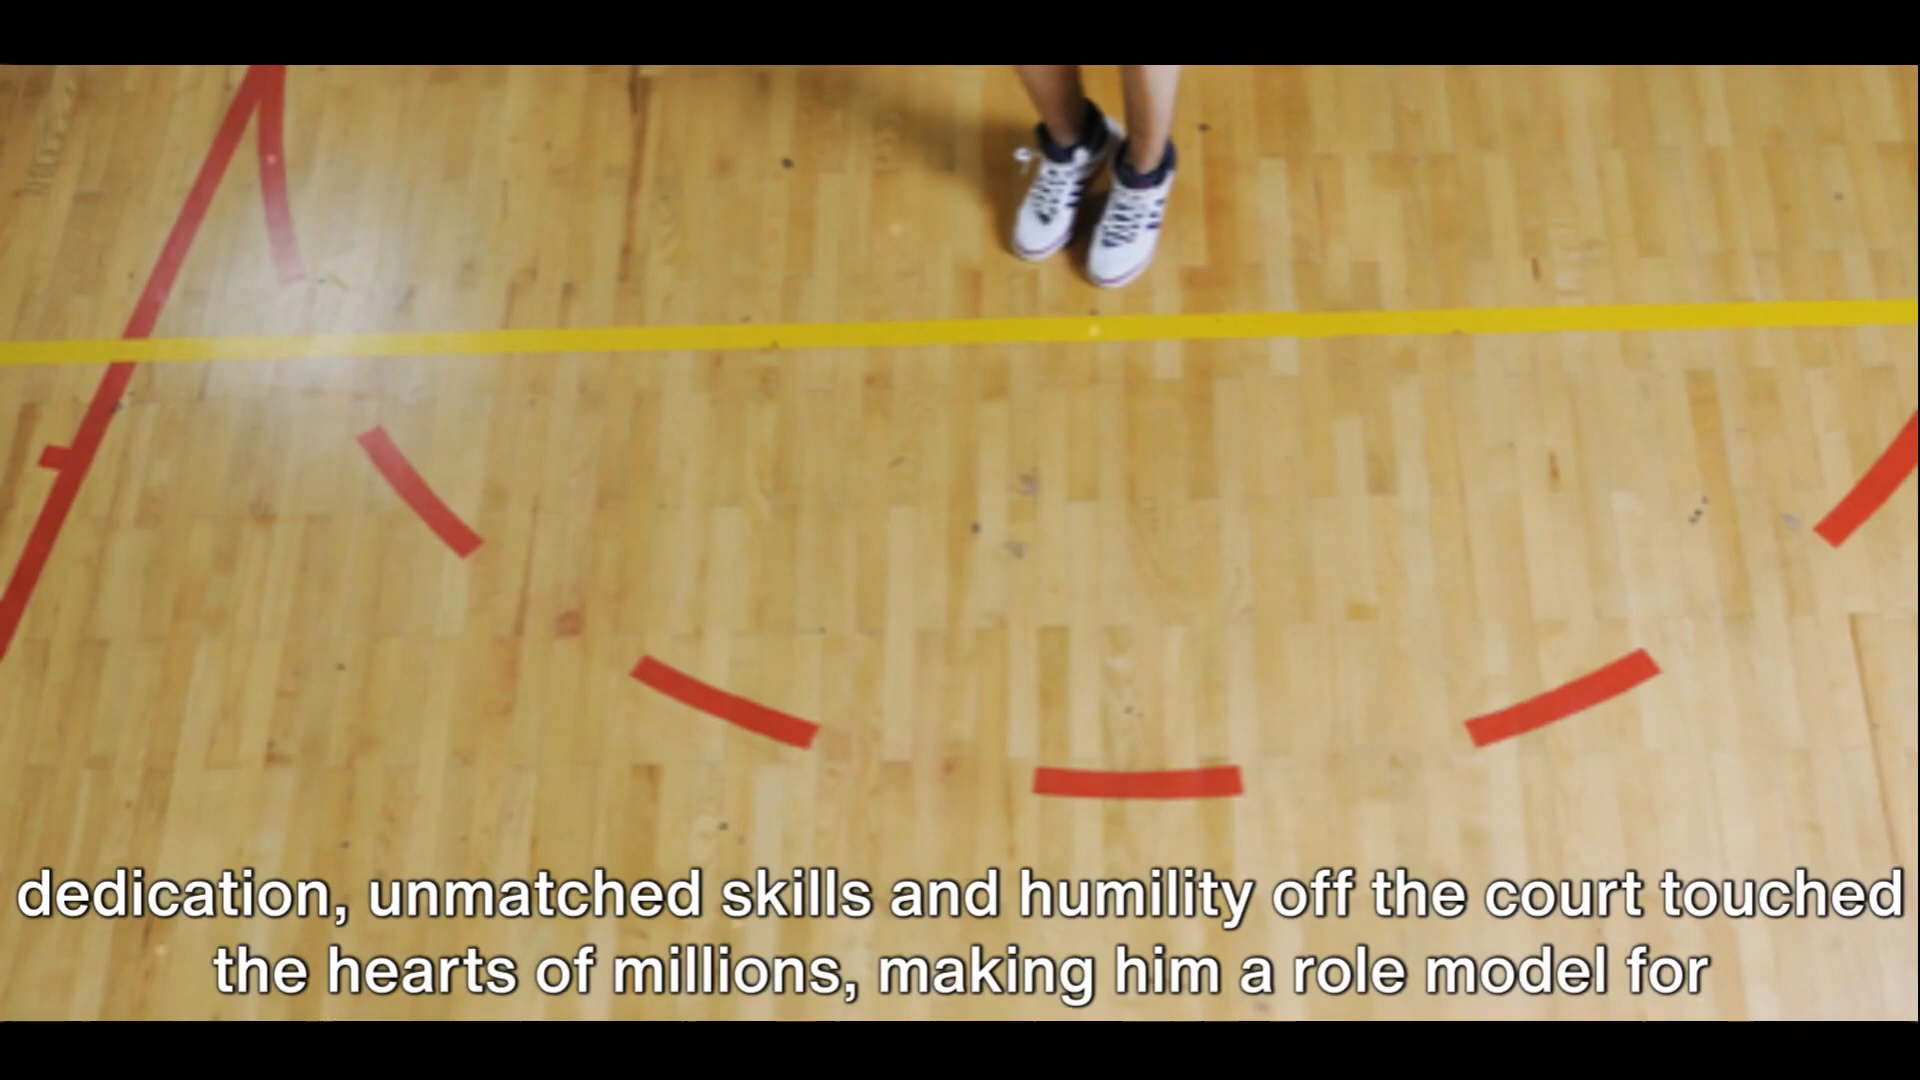 dedication, unmatched skills and humility off the court touched
the hearts of millions, making him a role model for